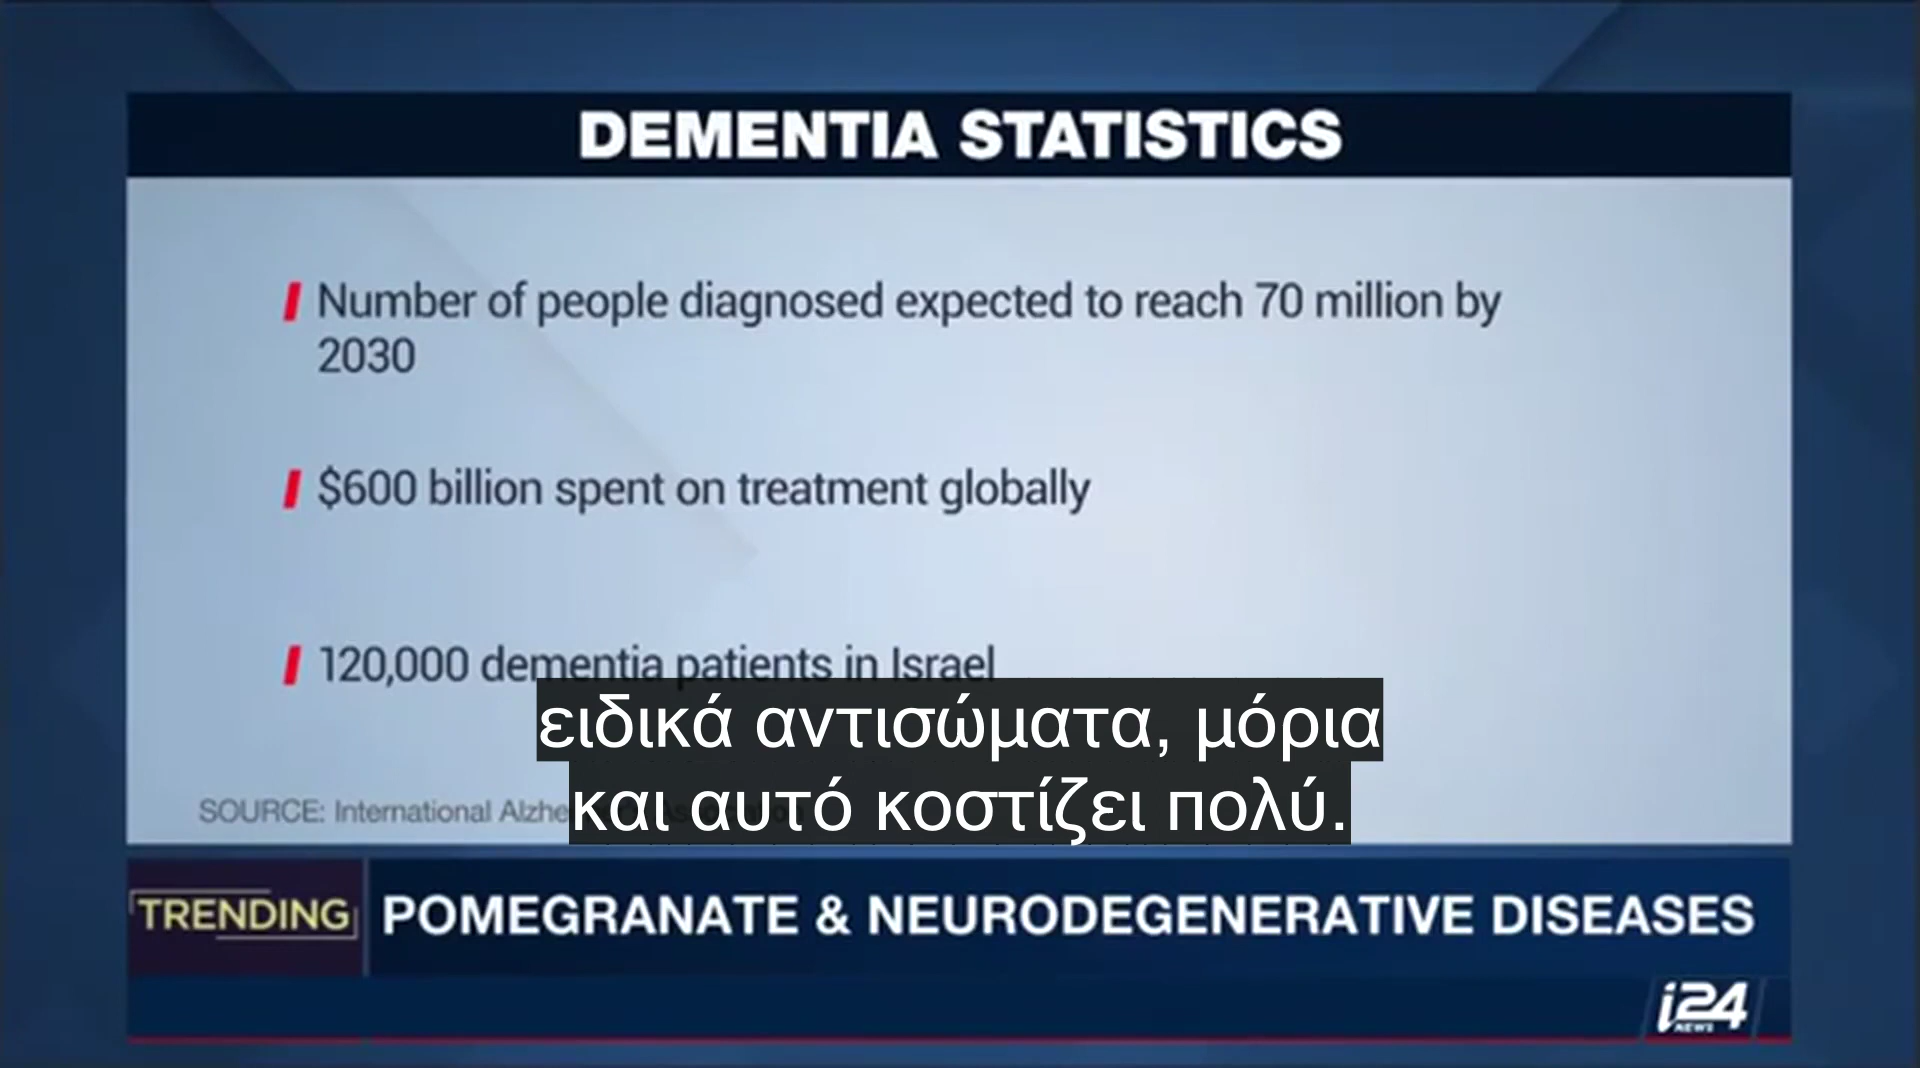 DEMENTIA STATISTICS
Number of people diagnosed expected to reach 70 million by
2030
$600 billion spent on treatment globally
120,000 dementia patients in Israel
ειδικά αντισώματα, μόρια
και αυτό κοστίζει πολύ.
SOURCE: International
TRENDING
POMEGRANATE & NEURODEGENERATIVE DISEASES
i24
NEWS